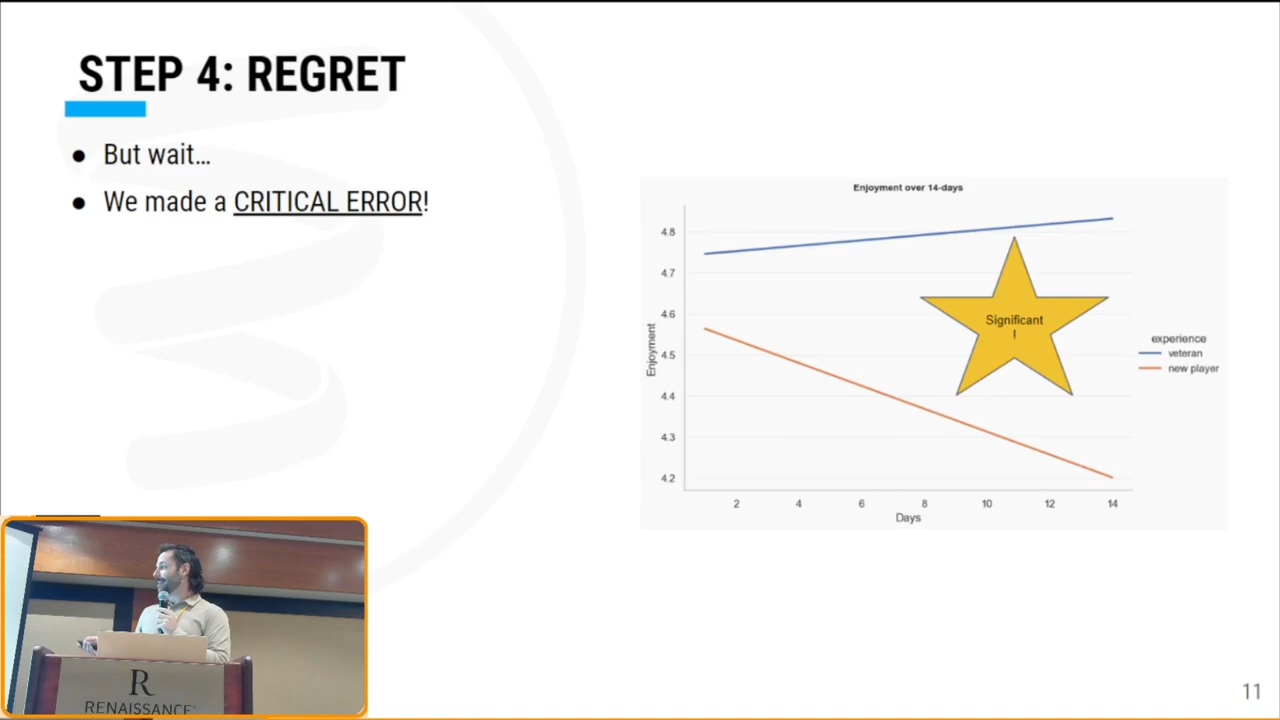 STEP 4: REGRET
● But wait…
● We made a CRITICAL ERROR!
Enjoyment over 14-days
4.8
4.7
4.6
4.5
4.4
4.3
4.2
Enjoyment
2 4 6 8 10 12 14
Days
Significant
!
experience
veteran
new player
R
RENAISSANCE
11